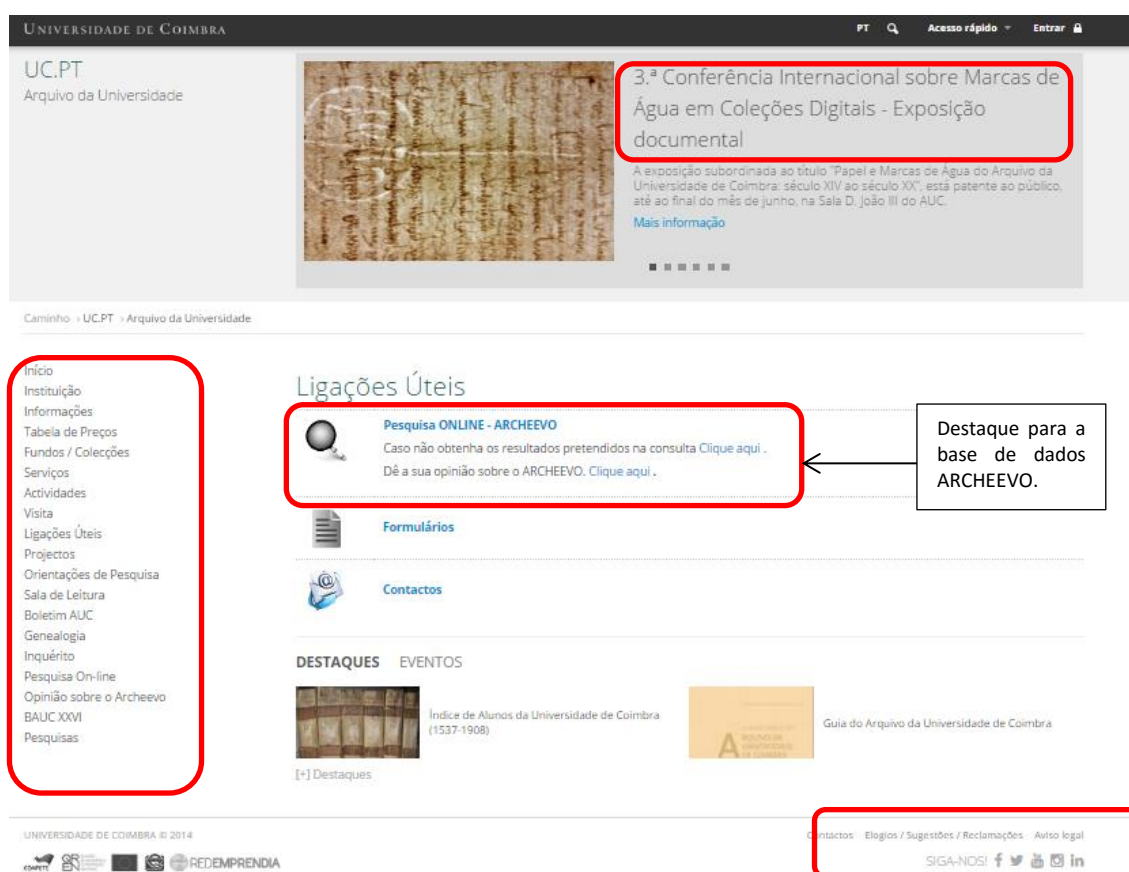 UNIVERSIDADE DE COIMBRA
PT Acesso rápido Entrar
UC.PT
Arquivo da Universidade
3.ª Conferência Internacional sobre Marcas de
Água em Coleções Digitais - Exposição
documental
A exposição subordinada ao título "Papel e Marcas de Água do Arquivo da
Universidade de Coimbra: século XIV ao século XX", está patente ao público,
até ao final do mês de junho, na Sala D. João III do AUC.
Mais informação
Caminho › UC.PT › Arquivo da Universidade
Início
Instituição
Informações
Tabela de Preços
Fundos / Colecções
Serviços
Actividades
Visita
Ligações Úteis
Projectos
Orientações de Pesquisa
Sala de Leitura
Boletim AUC
Genealogia
Inquérito
Pesquisa On-line
Opinião sobre o Archeevo
BAUC XXVI
Pesquisas
Ligações Úteis
Pesquisa ONLINE - ARCHEEVO
Caso não obtenha os resultados pretendidos na consulta Clique aqui .
Dê a sua opinião sobre o ARCHEEVO. Clique aqui .
Destaque para a
base de dados
ARCHEEVO.
Formulários
Contactos
DESTAQUES EVENTOS
Índice de Alunos da Universidade de Coimbra
(1537-1908)
Guia do Arquivo da Universidade de Coimbra
[+] Destaques
UNIVERSIDADE DE COIMBRA © 2014
Contactos Elogios / Sugestões / Reclamações Aviso legal
COMPETE
REDEMPRENDIA
SIGA-NOS!